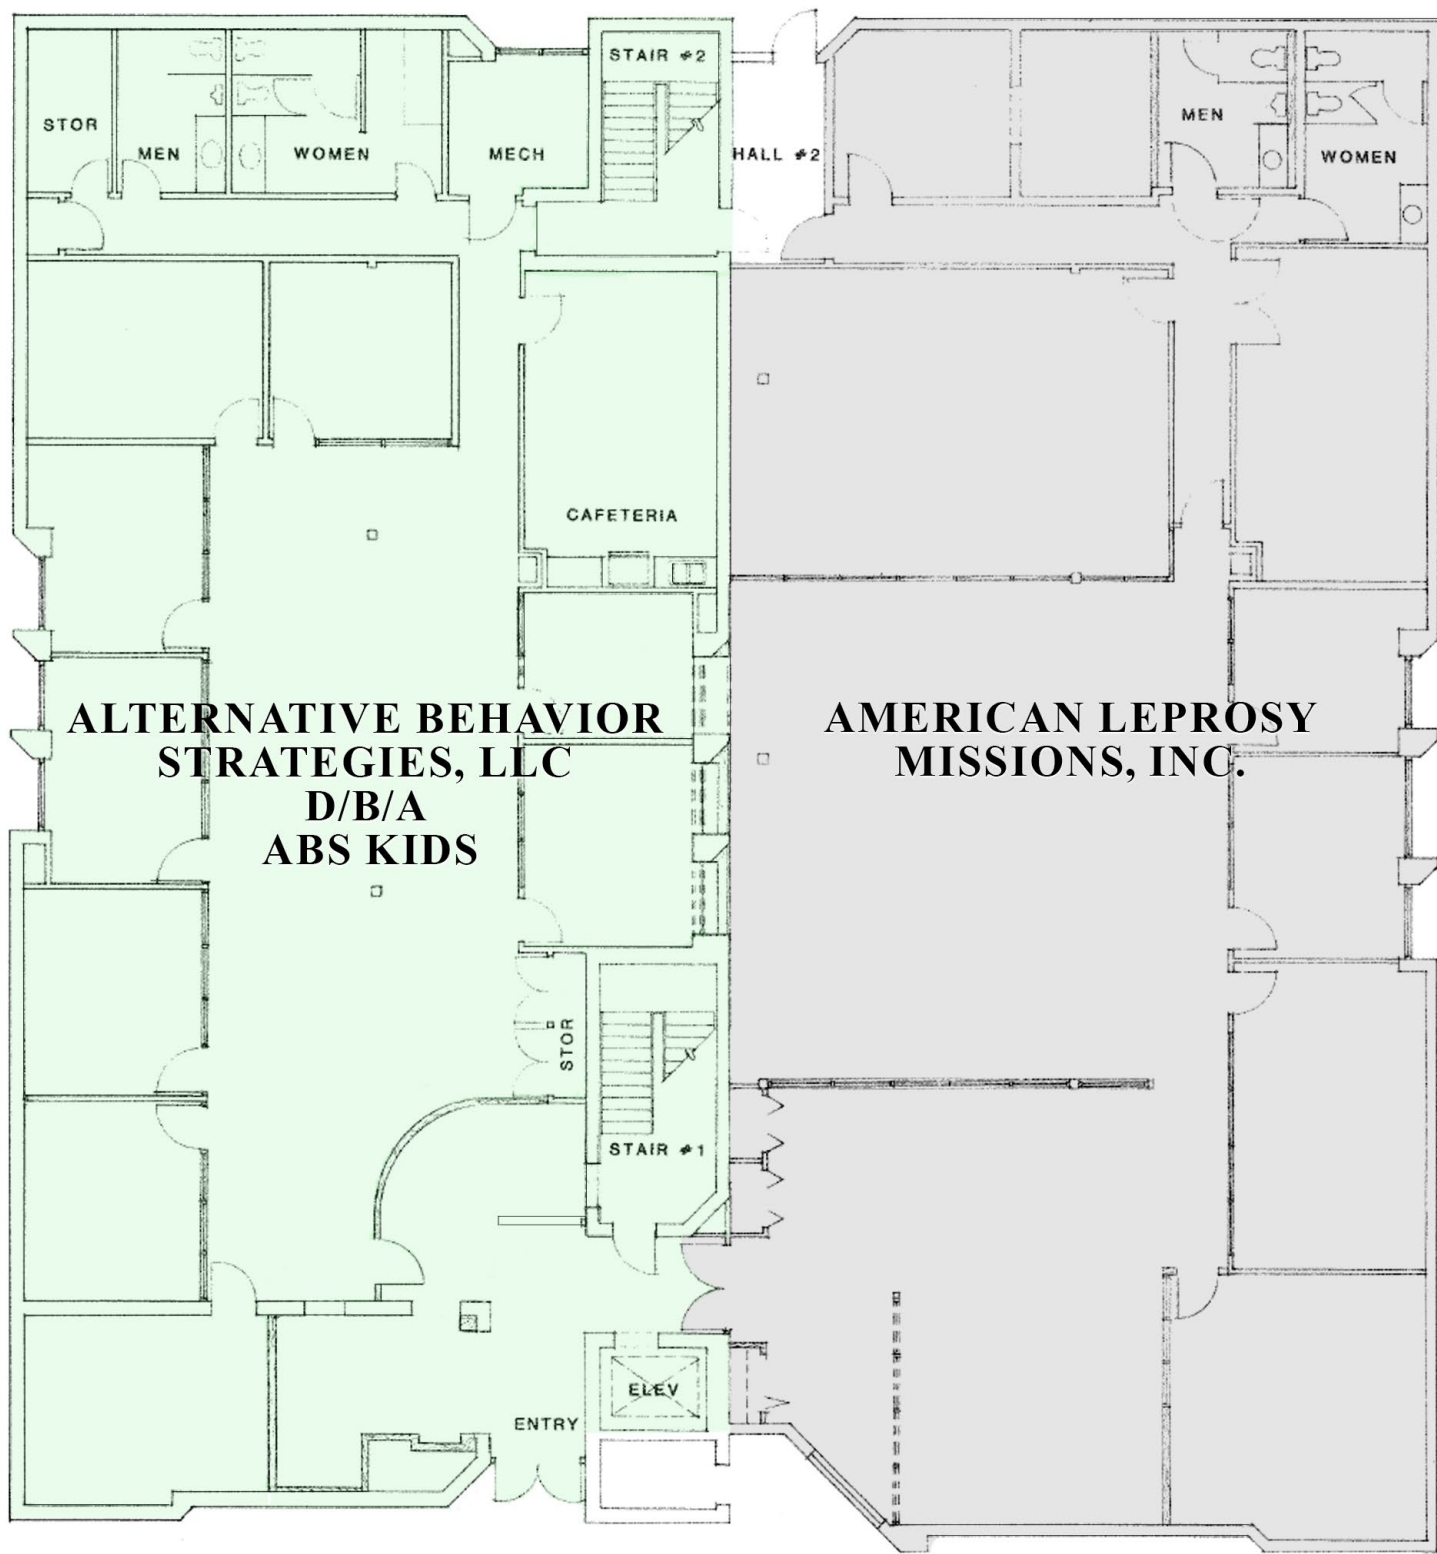 STAIR #2
STOR
MEN
WOMEN
MECH
HALL #2
MEN
WOMEN
CAFETERIA
ALTERNATIVE BEHAVIOR
STRATEGIES, LLC
D/B/A
ABS KIDS
AMERICAN LEPROSY
MISSIONS, INC.
STOR
STAIR #1
ELEV
ENTRY